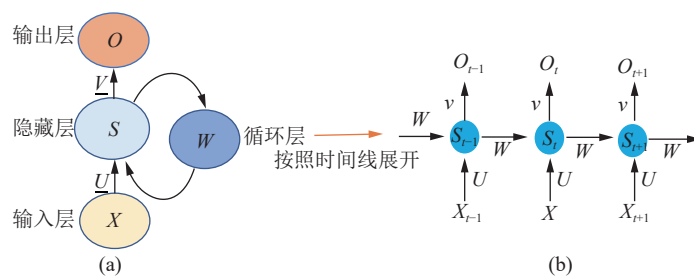 输出层 O
V
隐藏层 S W 循环层
按照时间线展开
U
输入层 X
(a)
O_{t-1} O_t O_{t+1}
v v v
W S_{t-1} W S_t W S_{t+1} W
U U U
X_{t-1} X X_{t+1}
(b)